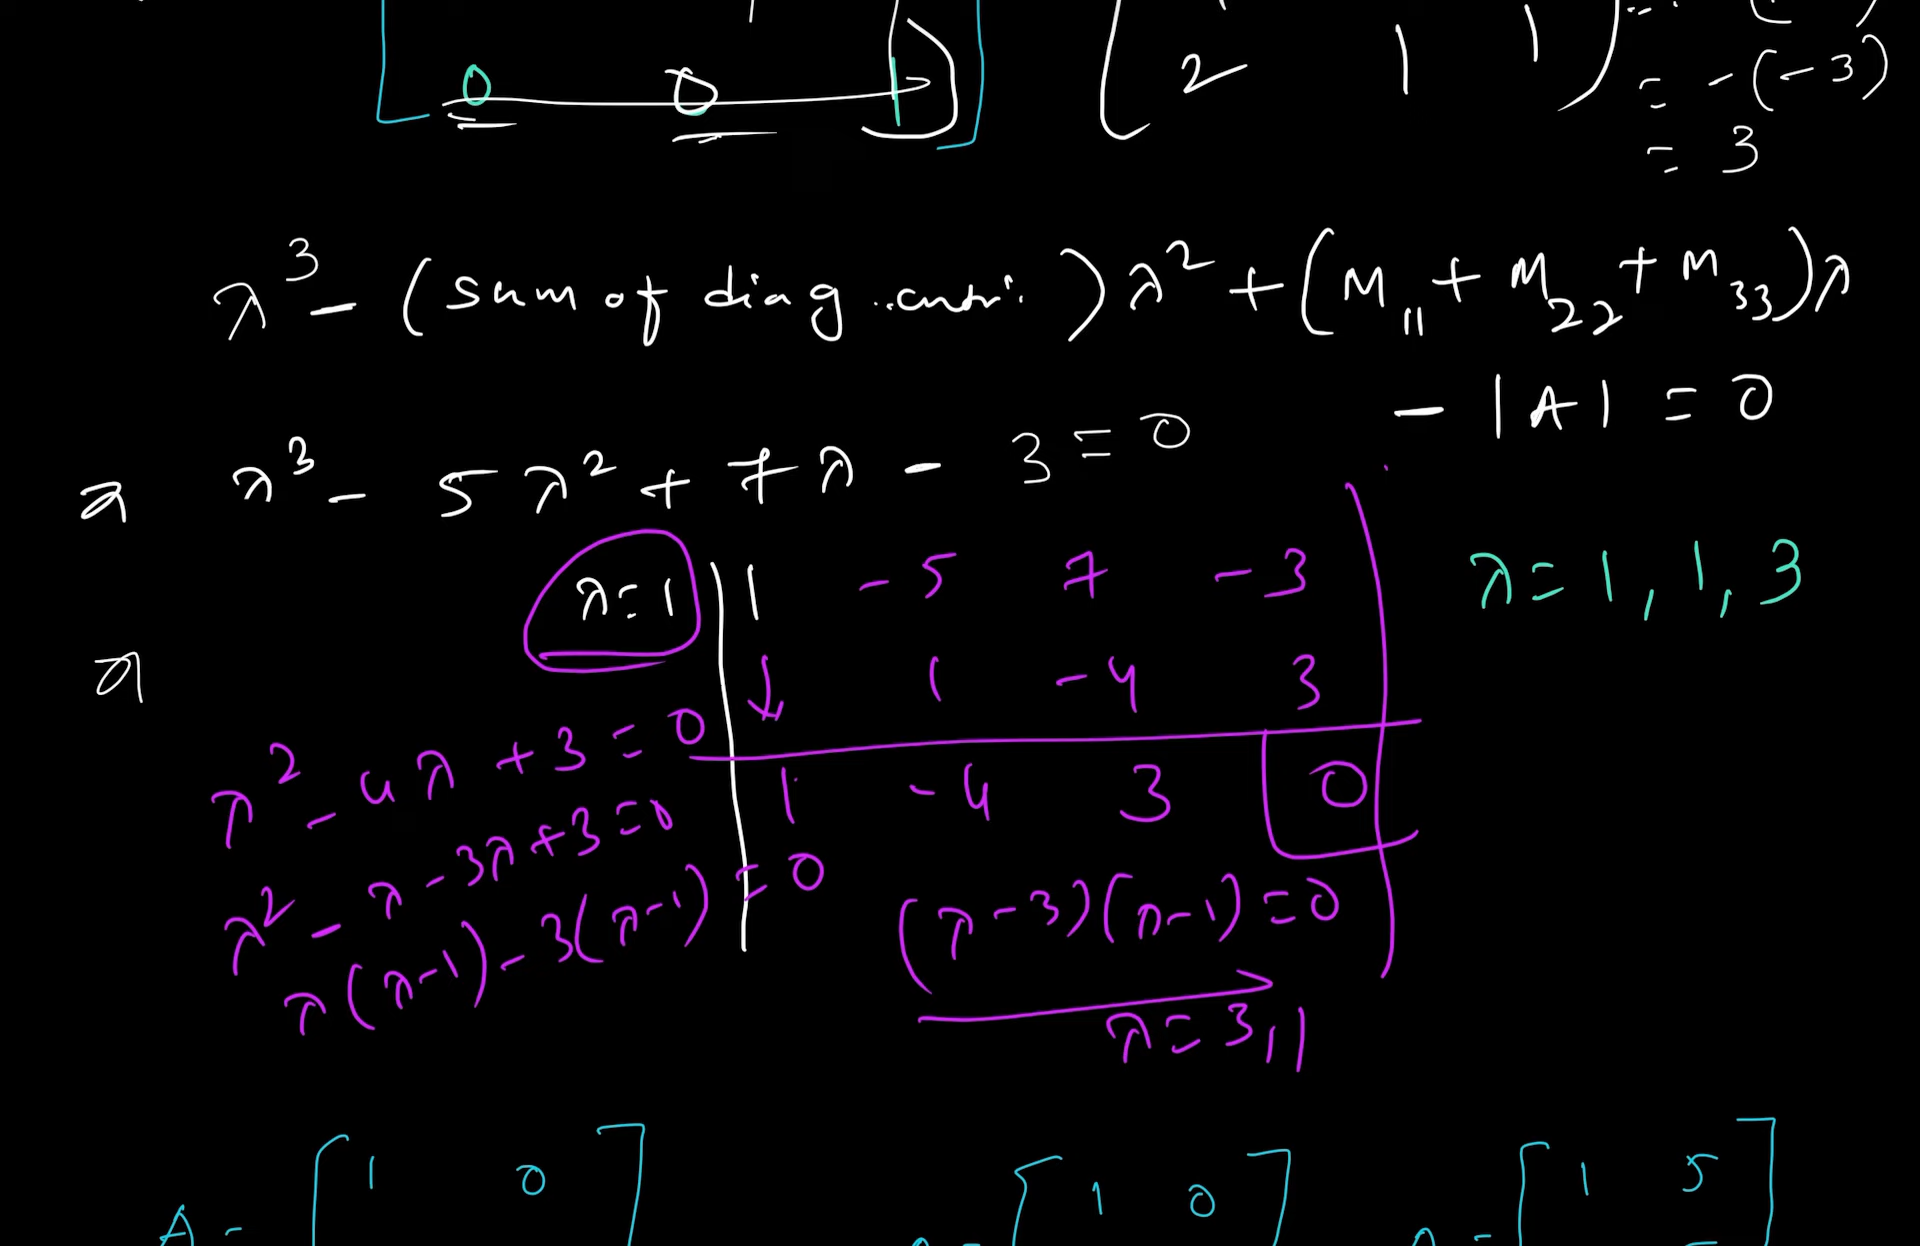 0 0 1
2 1 1
= -(-3)
= 3
λ³ - (sum of diag. entri.) λ² + (M₁₁ + M₂₂ + M₃₃)λ
- |A| = 0
λ³ - 5λ² + 7λ - 3 = 0
λ=1 | 1 -5 7 -3
λ = 1, 1, 3
↓ 1 -4 3
1 -4 3 0
λ² - 4λ + 3 = 0
λ² - λ - 3λ + 3 = 0
λ(λ-1) - 3(λ-1) = 0
(λ-3)(λ-1) = 0
λ = 3, 1
A = [ 1 0 ]
[ 1 0 ]
= [ 1 5 ]